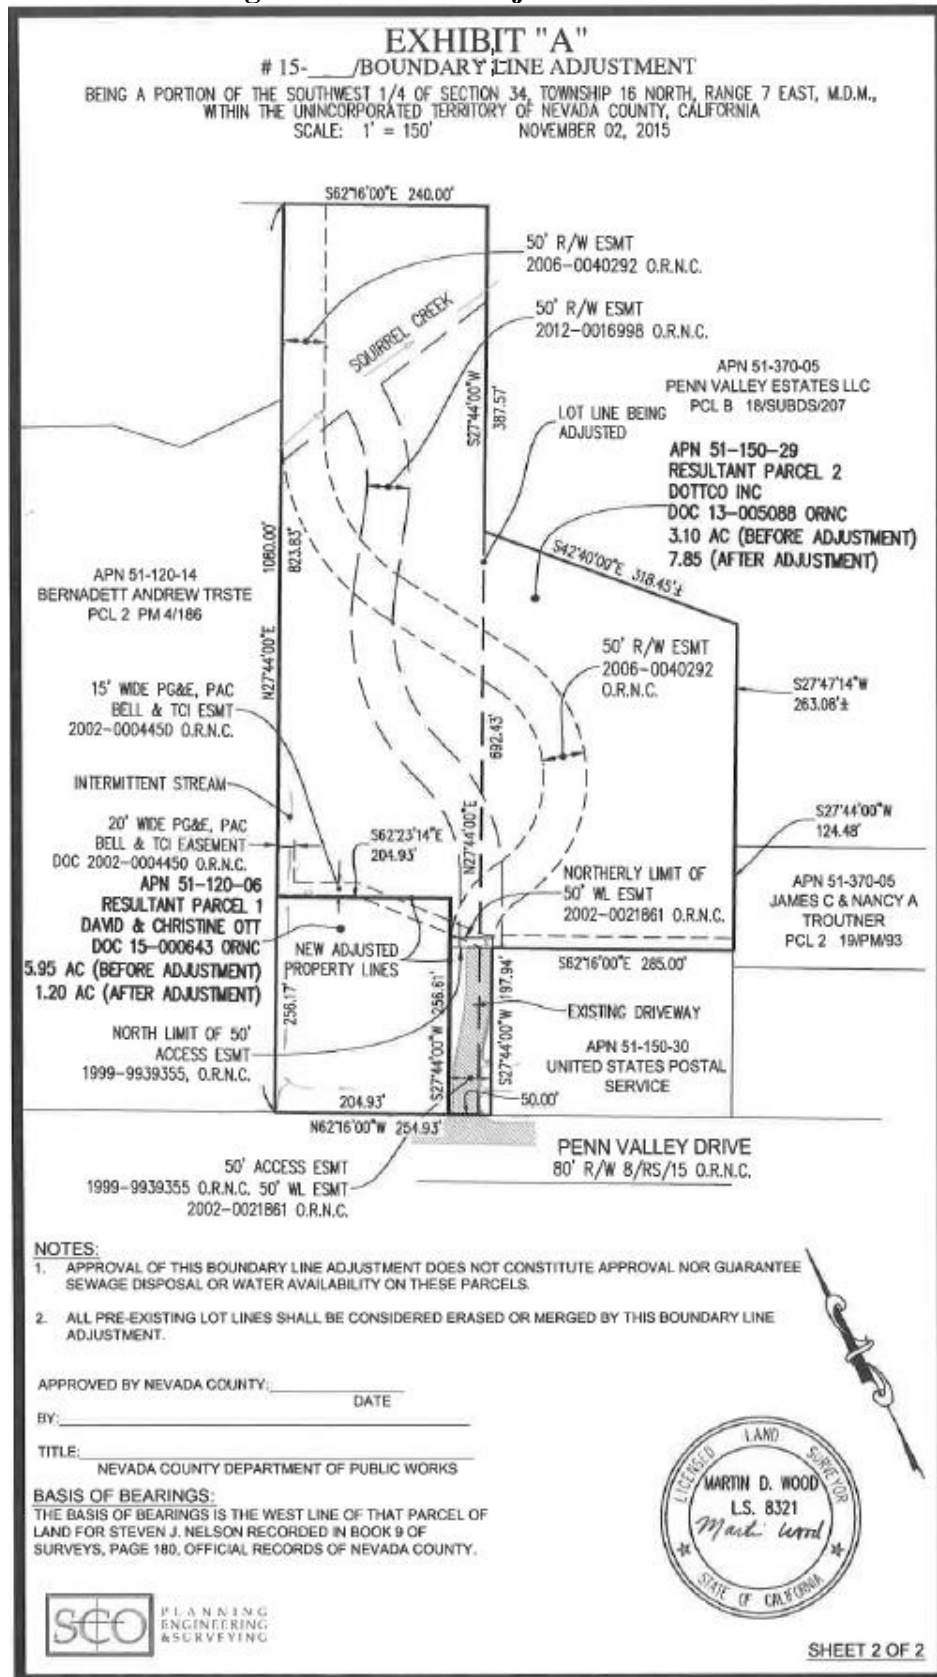 EXHIBIT "A"
# 15-____/BOUNDARY LINE ADJUSTMENT
BEING A PORTION OF THE SOUTHWEST 1/4 OF SECTION 34, TOWNSHIP 16 NORTH, RANGE 7 EAST, M.D.M.,
WITHIN THE UNINCORPORATED TERRITORY OF NEVADA COUNTY, CALIFORNIA
SCALE: 1' = 150' NOVEMBER 02, 2015
S62°16'00"E 240.00'
50' R/W ESMT
2006-0040292 O.R.N.C.
50' R/W ESMT
2012-0016998 O.R.N.C.
SQUIRREL CREEK
S27°44'00"W
387.57'
APN 51-370-05
PENN VALLEY ESTATES LLC
PCL B 18/SUBDS/207
LOT LINE BEING
ADJUSTED
APN 51-150-29
RESULTANT PARCEL 2
DOTTCO INC
DOC 13-005088 ORNC
3.10 AC (BEFORE ADJUSTMENT)
7.85 (AFTER ADJUSTMENT)
S42°40'00"E 318.45'±
1080.00'
823.83'
N27°44'00"E
APN 51-120-14
BERNADETT ANDREW TRSTE
PCL 2 PM 4/186
50' R/W ESMT
2006-0040292
O.R.N.C.
S27°47'14"W
263.08'±
15' WIDE PG&E, PAC
BELL & TCI ESMT
2002-0004450 O.R.N.C.
692.43'
N27°44'00"E
INTERMITTENT STREAM
S27°44'00"W
124.48'
20' WIDE PG&E, PAC
BELL & TCI EASEMENT
DOC 2002-0004450 O.R.N.C.
S62°23'14"E
204.93'
APN 51-120-06
RESULTANT PARCEL 1
DAVID & CHRISTINE OTT
DOC 15-000643 ORNC
5.95 AC (BEFORE ADJUSTMENT)
1.20 AC (AFTER ADJUSTMENT)
NORTHERLY LIMIT OF
50' WL ESMT
2002-0021861 O.R.N.C.
APN 51-370-05
JAMES C & NANCY A
TROUTNER
PCL 2 19/PM/93
NEW ADJUSTED
PROPERTY LINES
S62°16'00"E 285.00'
256.17'
S27°44'00"W 256.61'
S27°44'00"W 197.94'
EXISTING DRIVEWAY
NORTH LIMIT OF 50'
ACCESS ESMT
1999-9939355, O.R.N.C.
APN 51-150-30
UNITED STATES POSTAL
SERVICE
204.93'
50.00'
N62°16'00"W 254.93'
PENN VALLEY DRIVE
80' R/W 8/RS/15 O.R.N.C.
50' ACCESS ESMT
1999-9939355 O.R.N.C. 50' WL ESMT
2002-0021861 O.R.N.C.
NOTES:
1. APPROVAL OF THIS BOUNDARY LINE ADJUSTMENT DOES NOT CONSTITUTE APPROVAL NOR GUARANTEE
SEWAGE DISPOSAL OR WATER AVAILABILITY ON THESE PARCELS.
2. ALL PRE-EXISTING LOT LINES SHALL BE CONSIDERED ERASED OR MERGED BY THIS BOUNDARY LINE
ADJUSTMENT.
APPROVED BY NEVADA COUNTY:
DATE
BY:
TITLE:
NEVADA COUNTY DEPARTMENT OF PUBLIC WORKS
BASIS OF BEARINGS:
THE BASIS OF BEARINGS IS THE WEST LINE OF THAT PARCEL OF
LAND FOR STEVEN J. NELSON RECORDED IN BOOK 9 OF
SURVEYS, PAGE 180, OFFICIAL RECORDS OF NEVADA COUNTY.
LICENSED LAND SURVEYOR
MARTIN D. WOOD
L.S. 8321
Martin Wood
STATE OF CALIFORNIA
SCO
PLANNING
ENGINEERING
& SURVEYING
SHEET 2 OF 2